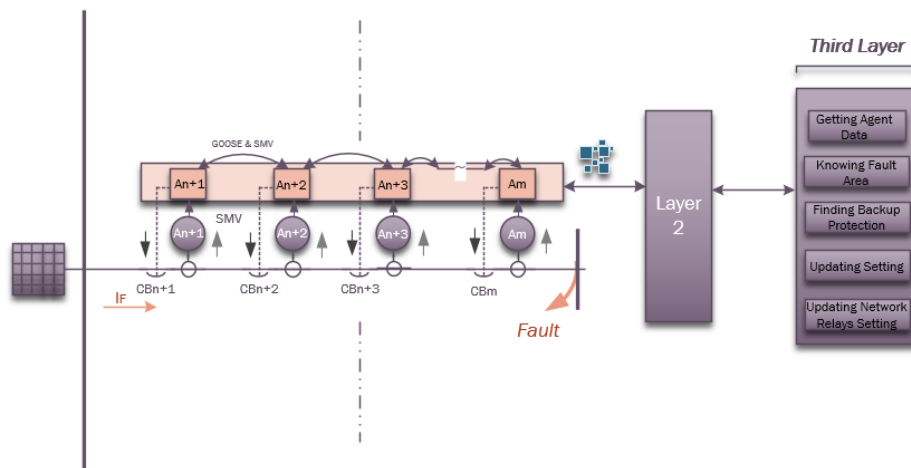 Third Layer
Getting Agent
Data
GOOSE & SMV
Knowing Fault
Area
An+1
An+2
An+3
~
Am
Layer
2
Finding Backup
Protection
SMV
An+1
An+2
An+3
Am
Updating Setting
CBn+1
CBn+2
CBn+3
CBm
IF
Fault
Updating Network
Relays Setting